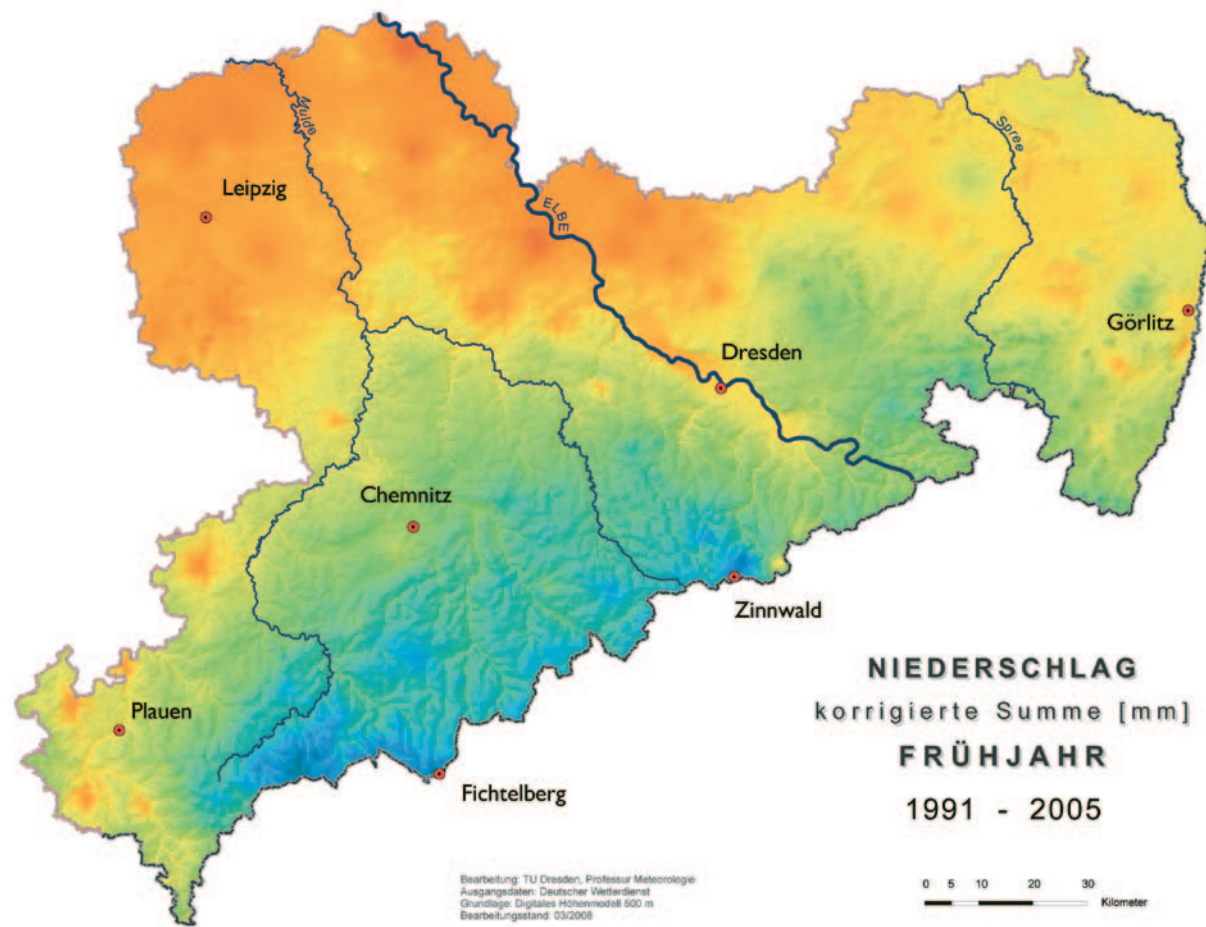 Mulde
ELBE
Spree
Leipzig
Görlitz
Dresden
Chemnitz
Zinnwald
Plauen
Fichtelberg
NIEDERSCHLAG
korrigierte Summe [mm]
FRÜHJAHR
1991 - 2005
Bearbeitung: TU Dresden, Professur Meteorologie
Ausgangsdaten: Deutscher Wetterdienst
Grundlage: Digitales Höhenmodell 500 m
Bearbeitungsstand: 03/2008
0 5 10 20 30
Kilometer